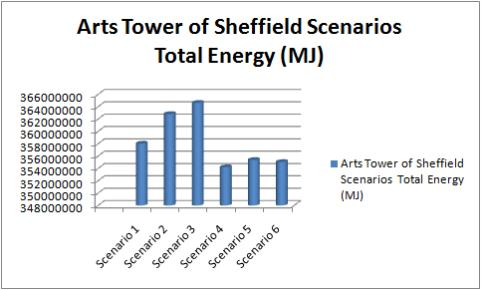 Arts Tower of Sheffield Scenarios
Total Energy (MJ)
366000000
364000000
362000000
360000000
358000000
356000000
354000000
352000000
350000000
348000000
Scenario 1
Scenario 2
Scenario 3
Scenario 4
Scenario 5
Scenario 6
Arts Tower of Sheffield
Scenarios Total Energy
(MJ)